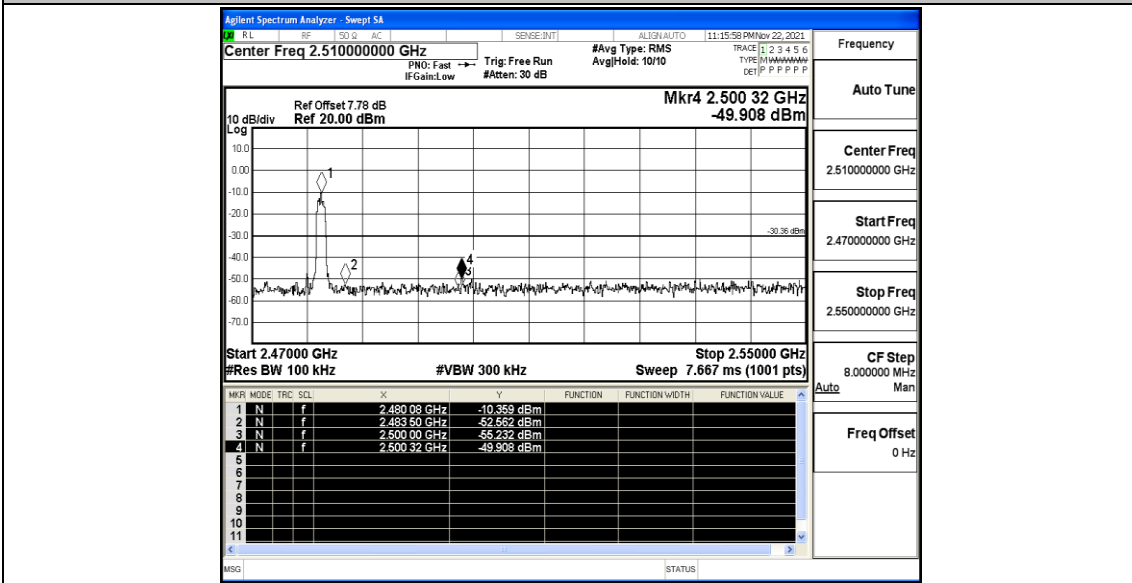 Agilent Spectrum Analyzer - Swept SA
RL RF 50 Ω AC SENSE:INT ALIGNAUTO 11:15:58 PM Nov 22, 2021
Center Freq 2.510000000 GHz
PNO: Fast
IFGain:Low
Trig: Free Run
#Atten: 30 dB
#Avg Type: RMS
Avg|Hold: 10/10
TRACE 1 2 3 4 5 6
TYPE M
DET P P P P P P
Ref Offset 7.78 dB
10 dB/div Ref 20.00 dBm
Log
Mkr4 2.500 32 GHz
-49.908 dBm
10.0
0.00
-10.0
-20.0
-30.0
-40.0
-50.0
-60.0
-70.0
1
2
3
4
-30.36 dBm
Start 2.47000 GHz Stop 2.55000 GHz
#Res BW 100 kHz #VBW 300 kHz Sweep 7.667 ms (1001 pts)
MKR MODE TRC SCL X Y FUNCTION FUNCTION WIDTH FUNCTION VALUE
1 N f 2.480 08 GHz -10.359 dBm
2 N f 2.483 50 GHz -52.562 dBm
3 N f 2.500 00 GHz -55.232 dBm
4 N f 2.500 32 GHz -49.908 dBm
5
6
7
8
9
10
11
MSG STATUS
Frequency
Auto Tune
Center Freq
2.510000000 GHz
Start Freq
2.470000000 GHz
Stop Freq
2.550000000 GHz
CF Step
8.000000 MHz
Auto Man
Freq Offset
0 Hz